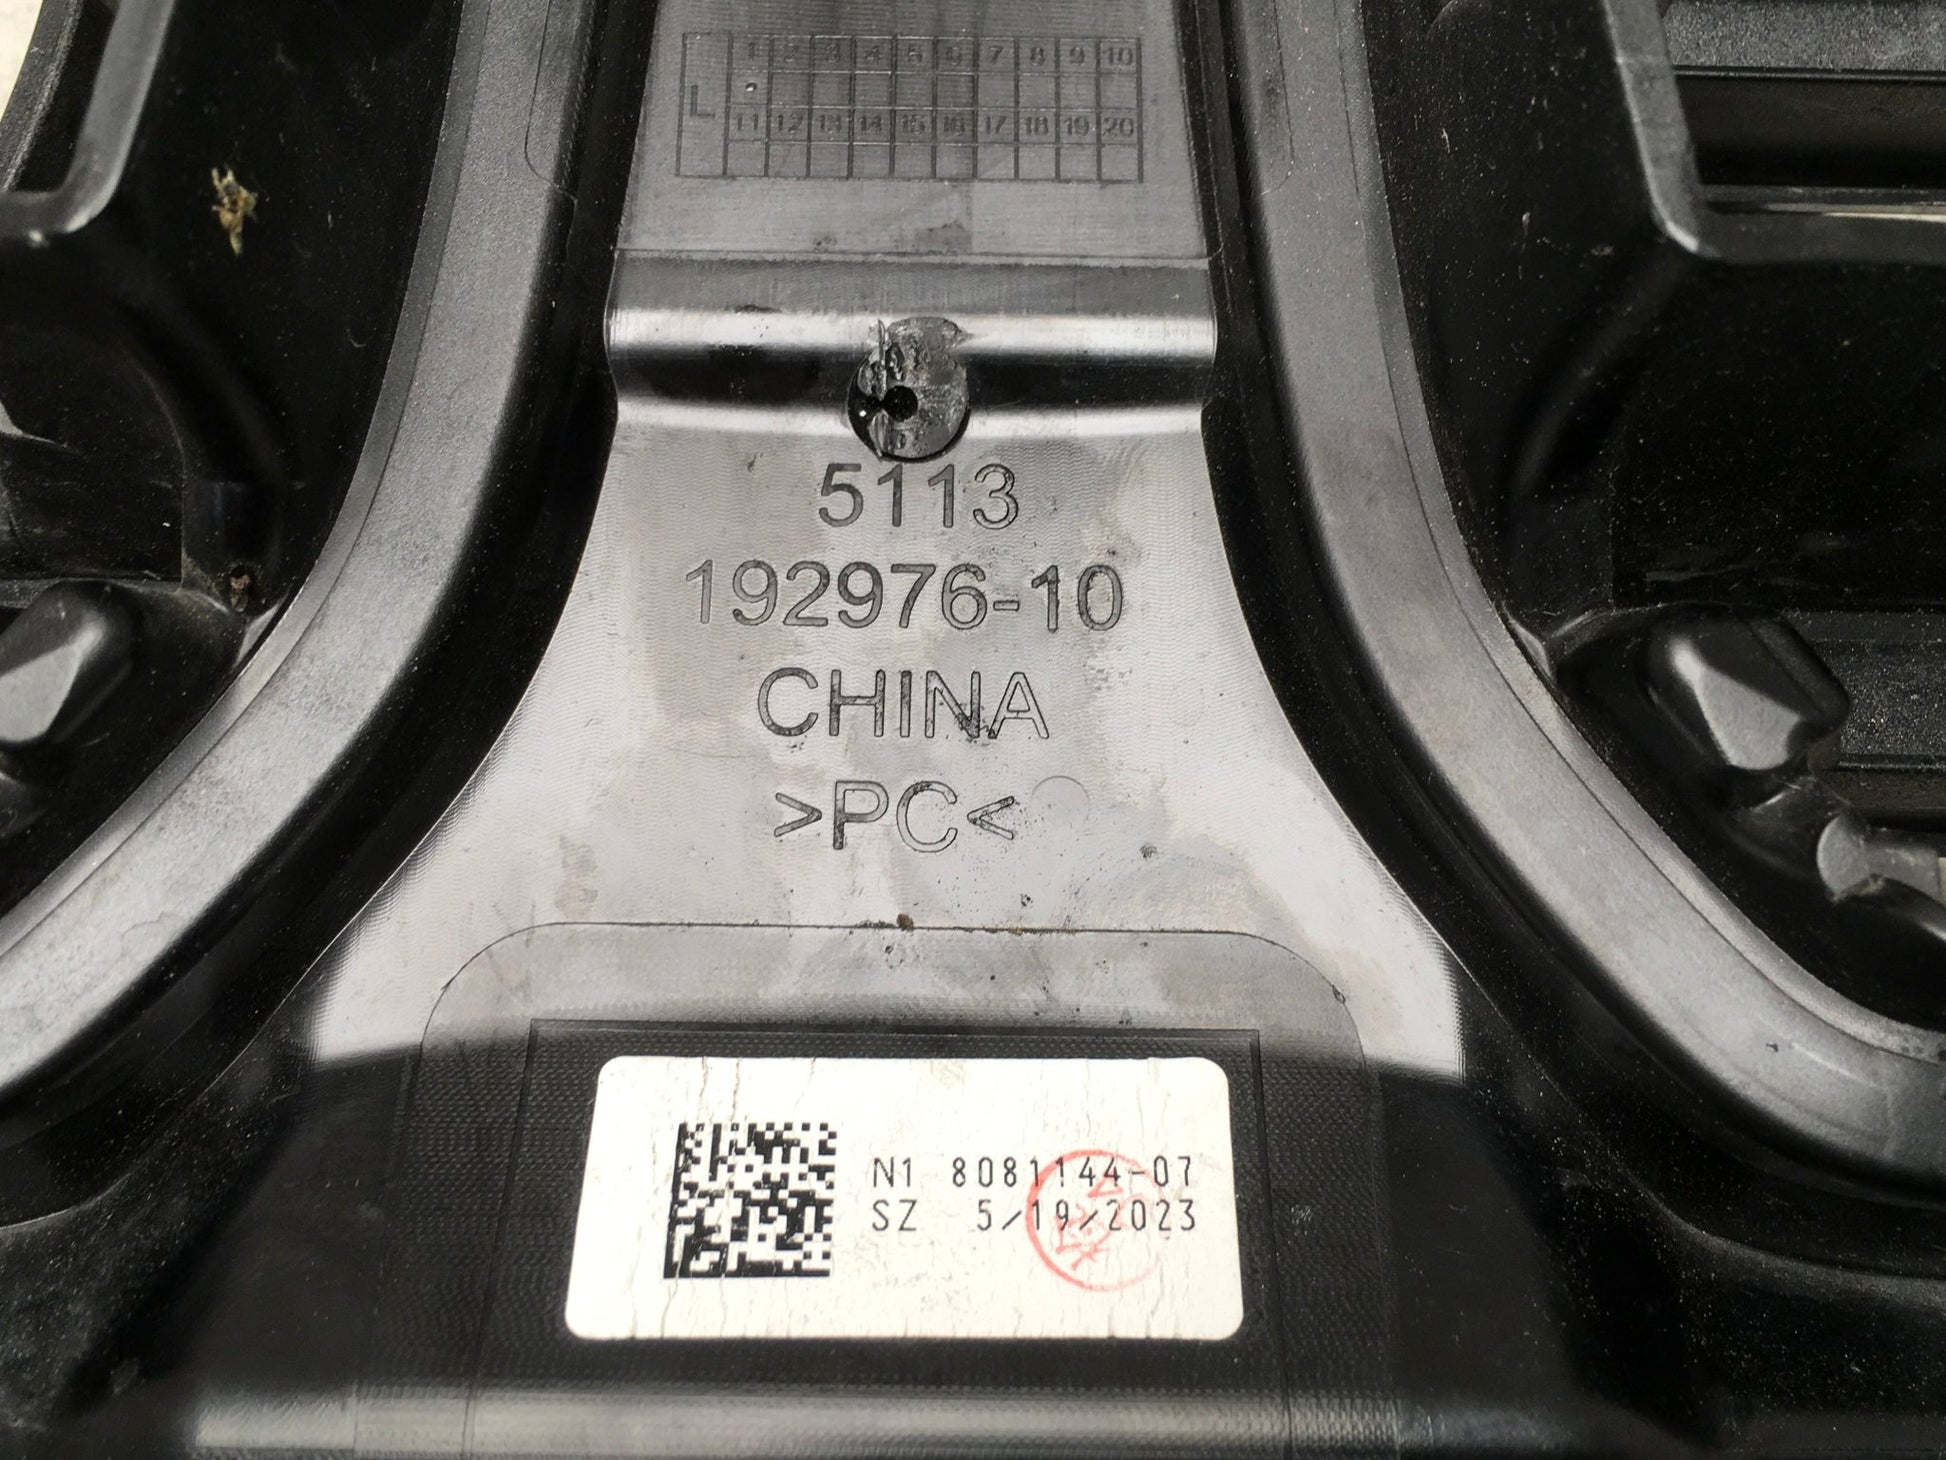 1 2 3 4 5 6 7 8 9 10
L
11 12 13 14 15 16 17 18 19 20
5113
192976-10
CHINA
>PC<
N1 8081144-07
SZ 5/19/2023